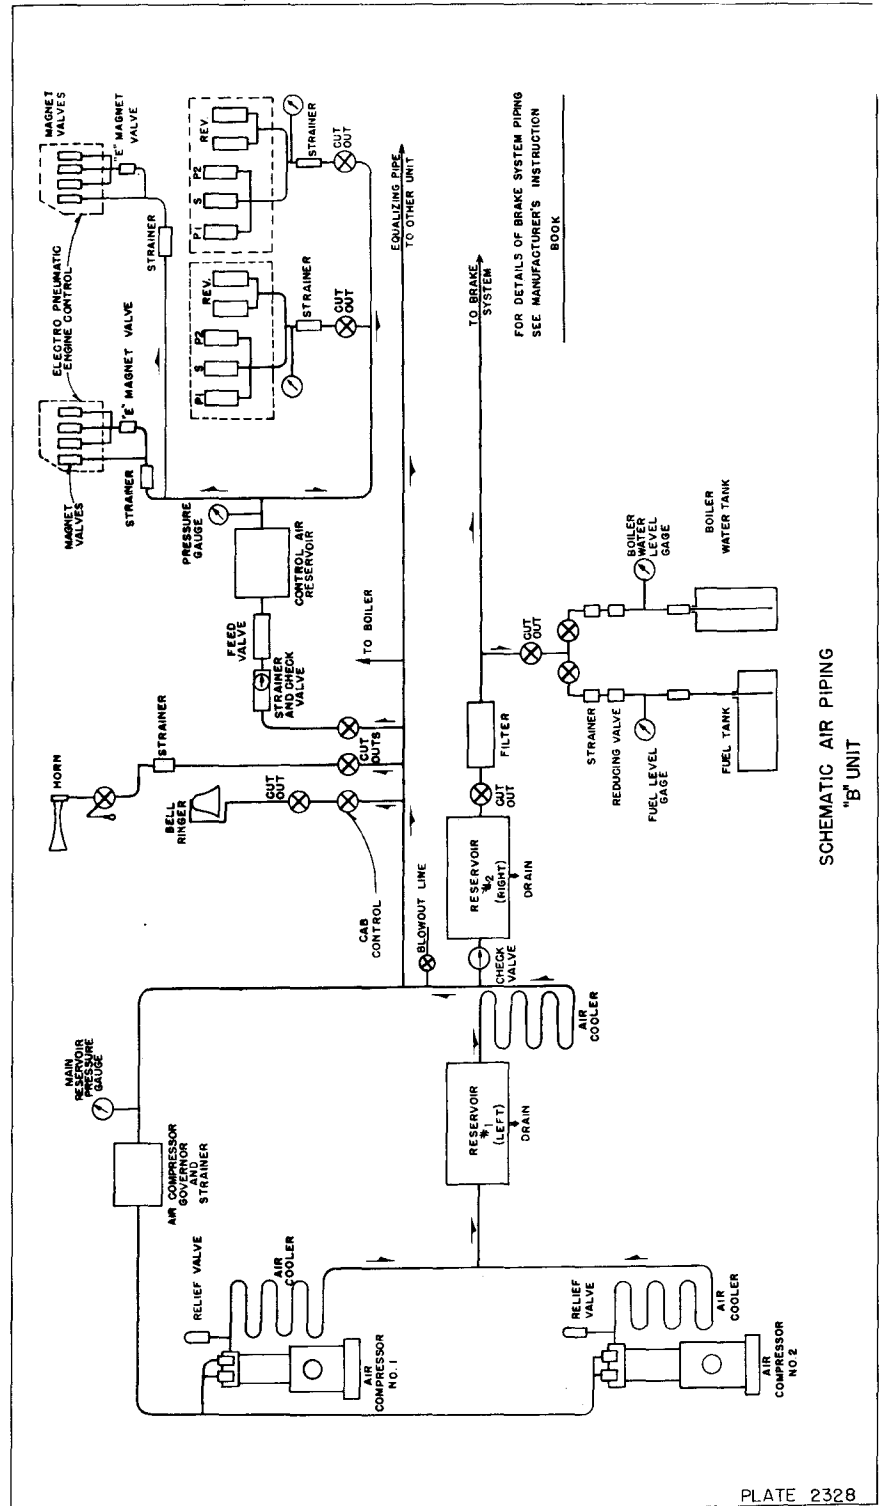 MAGNET
VALVES
"E" MAGNET
VALVE
ELECTRO PNEUMATIC
ENGINE CONTROL
STRAINER
"E" MAGNET VALVE
STRAINER
MAGNET
VALVES
REV.
P2
S
P1
STRAINER
CUT
OUT
REV.
P2
S
P1
STRAINER
CUT
OUT
PRESSURE
GAUGE
CONTROL AIR
RESERVOIR
FEED
VALVE
STRAINER
AND CHECK
VALVE
TO BOILER
EQUALIZING PIPE
TO OTHER UNIT
HORN
STRAINER
CUT
OUTS
BELL
RINGER
CUT
OUT
CAB
CONTROL
BLOWOUT LINE
TO BRAKE
SYSTEM
FOR DETAILS OF BRAKE SYSTEM PIPING
SEE MANUFACTURER'S INSTRUCTION
BOOK
FILTER
CUT
OUT
RESERVOIR
#2
(RIGHT)
DRAIN
CHECK
VALVE
AIR
COOLER
CUT
OUT
BOILER
WATER
LEVEL
GAGE
BOILER
WATER TANK
STRAINER
REDUCING VALVE
FUEL LEVEL
GAGE
FUEL TANK
MAIN
RESERVOIR
PRESSURE
GAUGE
AIR COMPRESSOR
GOVERNOR
AND
STRAINER
RESERVOIR
#1
(LEFT)
DRAIN
RELIEF VALVE
AIR
COOLER
AIR
COMPRESSOR
NO. 1
RELIEF
VALVE
AIR
COOLER
AIR
COMPRESSOR
NO. 2
SCHEMATIC AIR PIPING
"B" UNIT
PLATE 2328